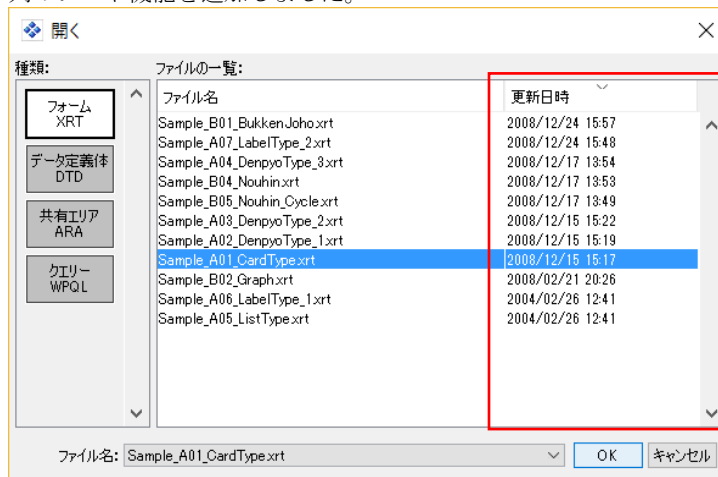 開く
種類:
ファイルの一覧:
フォーム
XRT
データ定義体
DTD
共有エリア
ARA
クエリー
WPQL
ファイル名 更新日時
Sample_B01_BukkenJoho.xrt 2008/12/24 15:57
Sample_A07_LabelType_2.xrt 2008/12/24 15:48
Sample_A04_DenpyoType_3.xrt 2008/12/17 13:54
Sample_B04_Nouhin.xrt 2008/12/17 13:53
Sample_B05_Nouhin_Cycle.xrt 2008/12/17 13:49
Sample_A03_DenpyoType_2.xrt 2008/12/15 15:22
Sample_A02_DenpyoType_1.xrt 2008/12/15 15:19
Sample_A01_CardType.xrt 2008/12/15 15:17
Sample_B02_Graph.xrt 2008/02/21 20:26
Sample_A06_LabelType_1.xrt 2004/02/26 12:41
Sample_A05_ListType.xrt 2004/02/26 12:41
ファイル名: Sample_A01_CardType.xrt OK キャンセル